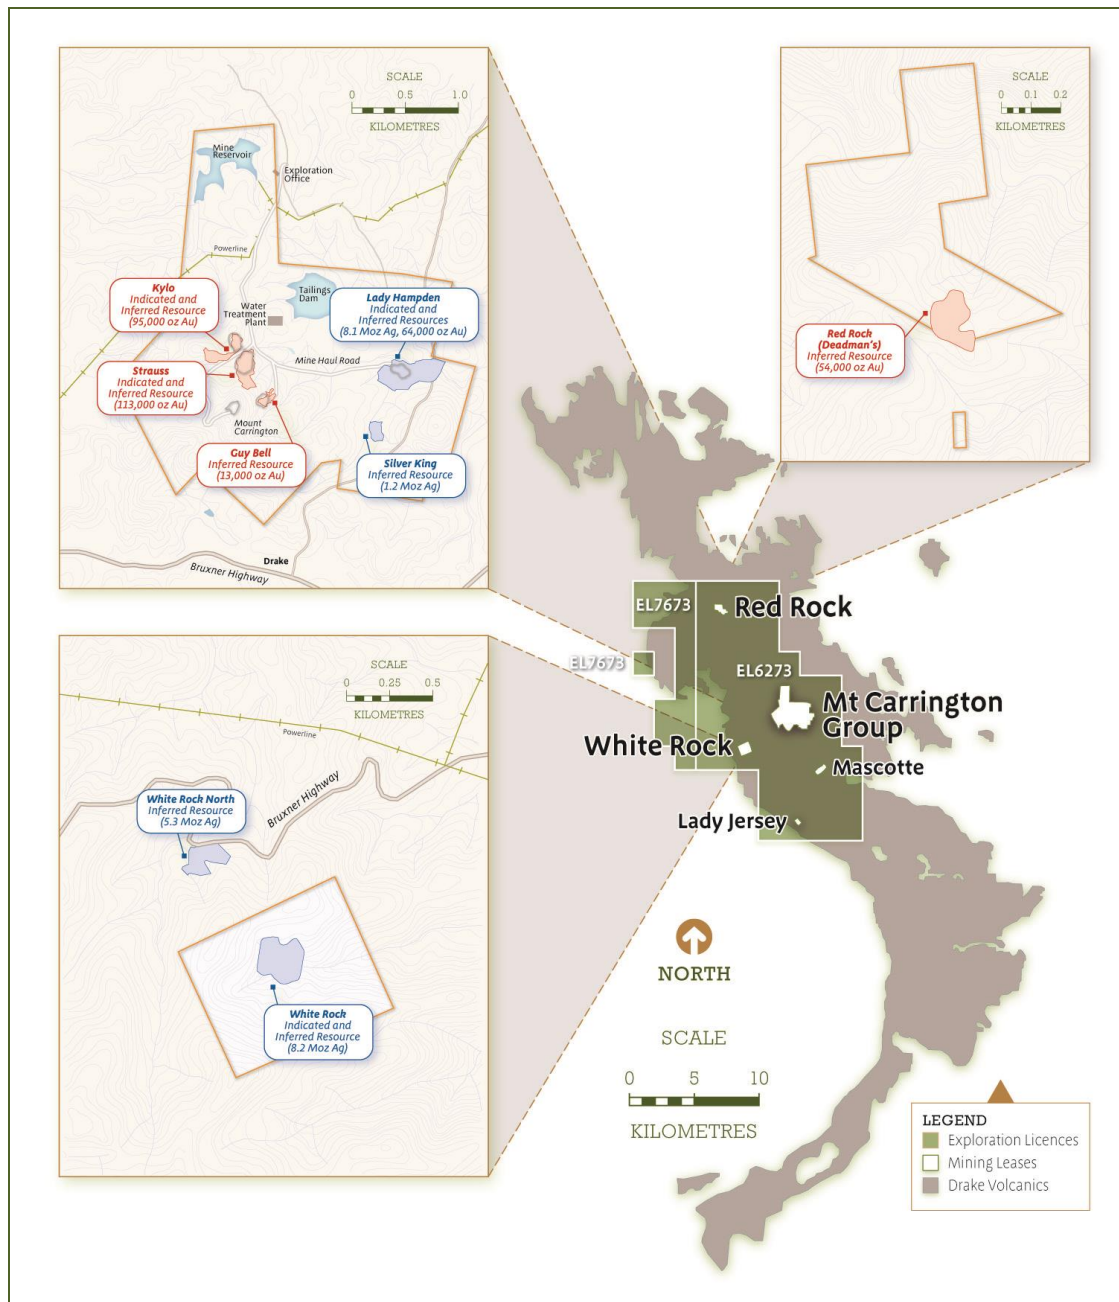 SCALE
0 0.5 1.0
KILOMETRES
Mine
Reservoir
Exploration
Office
Powerline
Kylo
Indicated and
Inferred Resource
(95,000 oz Au)
Tailings
Dam
Water
Treatment
Plant
Lady Hampden
Indicated and
Inferred Resources
(8.1 Moz Ag, 64,000 oz Au)
Mine Haul Road
Strauss
Indicated and
Inferred Resource
(113,000 oz Au)
Mount
Carrington
Guy Bell
Inferred Resource
(13,000 oz Au)
Silver King
Inferred Resource
(1.2 Moz Ag)
Drake
Bruxner Highway
SCALE
0 0.1 0.2
KILOMETRES
Red Rock
(Deadman's)
Inferred Resource
(54,000 oz Au)
SCALE
0 0.25 0.5
KILOMETRES
Powerline
Bruxner Highway
White Rock North
Inferred Resource
(5.3 Moz Ag)
White Rock
Indicated and
Inferred Resource
(8.2 Moz Ag)
EL7673
Red Rock
EL7673
EL6273
Mt Carrington
Group
White Rock
Mascotte
Lady Jersey
NORTH
SCALE
0 5 10
KILOMETRES
LEGEND
Exploration Licences
Mining Leases
Drake Volcanics